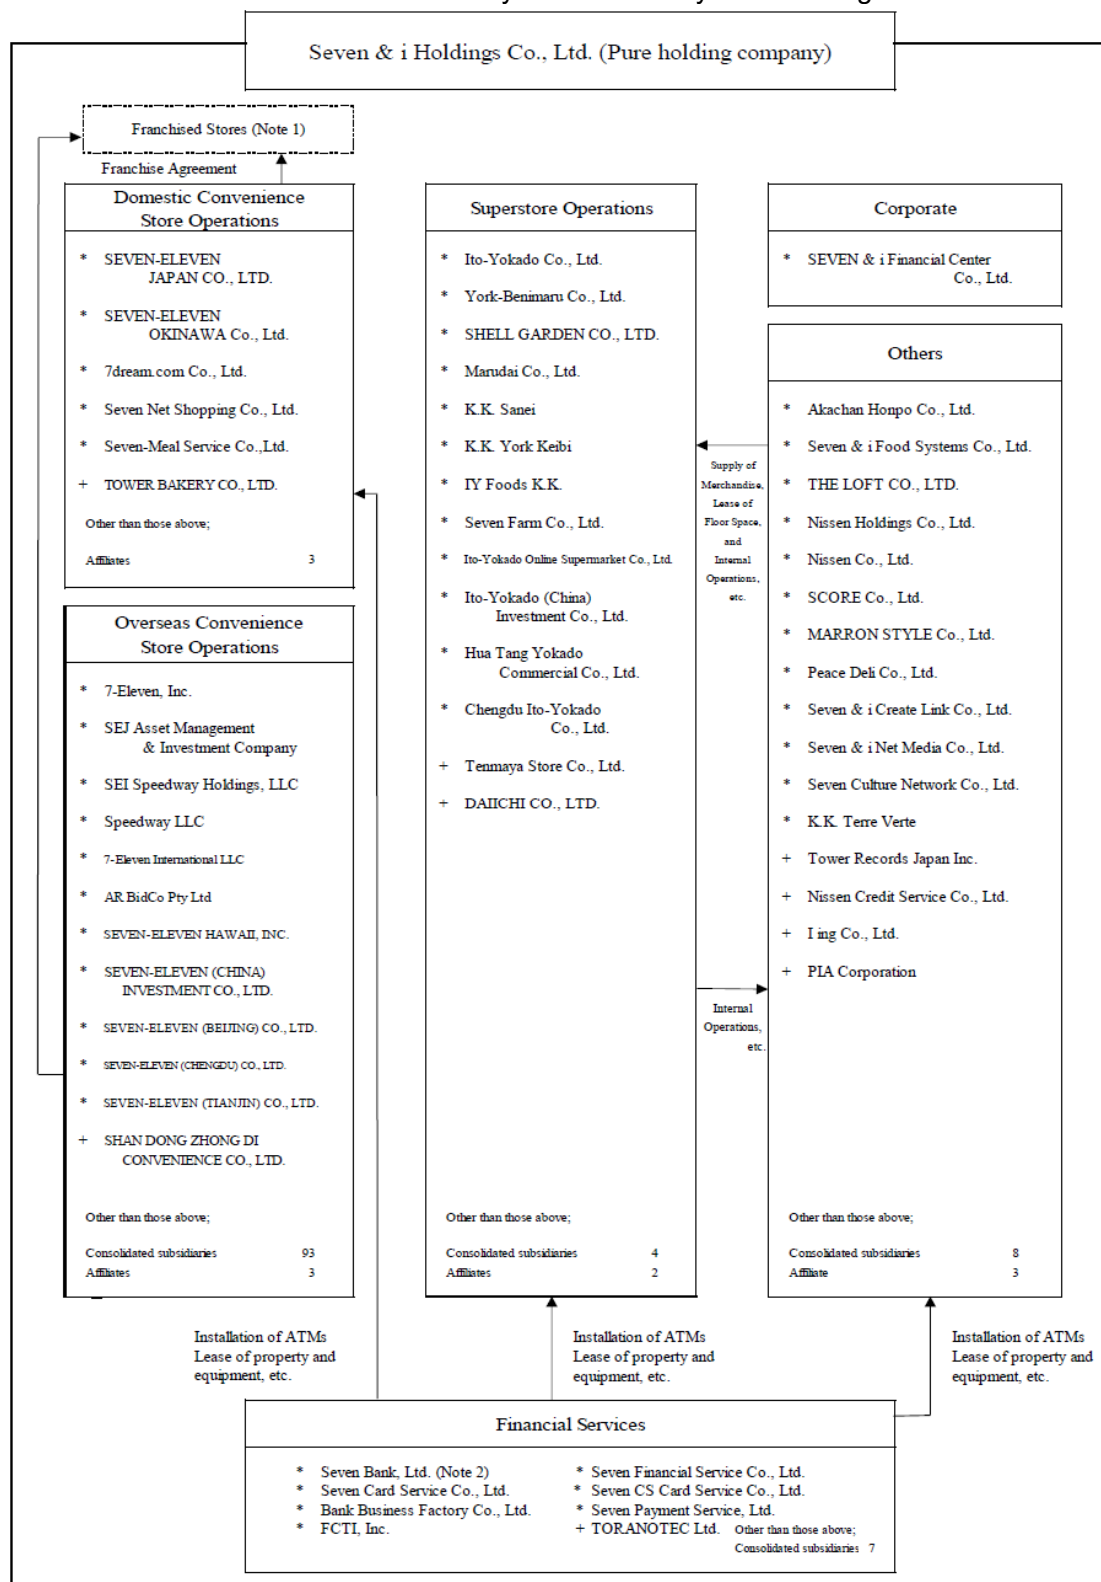 Seven & i Holdings Co., Ltd. (Pure holding company)
Franchised Stores (Note 1)
Franchise Agreement
Domestic Convenience
Store Operations
* SEVEN-ELEVEN
JAPAN CO., LTD.
* SEVEN-ELEVEN
OKINAWA Co., Ltd.
* 7dream.com Co., Ltd.
* Seven Net Shopping Co., Ltd.
* Seven-Meal Service Co.,Ltd.
+ TOWER BAKERY CO., LTD.
Other than those above;
Affiliates 3
Overseas Convenience
Store Operations
* 7-Eleven, Inc.
* SEJ Asset Management
& Investment Company
* SEI Speedway Holdings, LLC
* Speedway LLC
* 7-Eleven International LLC
* AR BidCo Pty Ltd
* SEVEN-ELEVEN HAWAII, INC.
* SEVEN-ELEVEN (CHINA)
INVESTMENT CO., LTD.
* SEVEN-ELEVEN (BEIJING) CO., LTD.
* SEVEN-ELEVEN (CHENGDU) CO., LTD.
* SEVEN-ELEVEN (TIANJIN) CO., LTD.
+ SHAN DONG ZHONG DI
CONVENIENCE CO., LTD.
Other than those above;
Consolidated subsidiaries 93
Affiliates 3
Superstore Operations
* Ito-Yokado Co., Ltd.
* York-Benimaru Co., Ltd.
* SHELL GARDEN CO., LTD.
* Marudai Co., Ltd.
* K.K. Sanei
* K.K. York Keibi
* IY Foods K.K.
* Seven Farm Co., Ltd.
* Ito-Yokado Online Supermarket Co., Ltd.
* Ito-Yokado (China)
Investment Co., Ltd.
* Hua Tang Yokado
Commercial Co., Ltd.
* Chengdu Ito-Yokado
Co., Ltd.
+ Tenmaya Store Co., Ltd.
+ DAIICHI CO., LTD.
Other than those above;
Consolidated subsidiaries 4
Affiliates 2
Supply of
Merchandise,
Lease of
Floor Space,
and
Internal
Operations,
etc.
Internal
Operations,
etc.
Corporate
* SEVEN & i Financial Center
Co., Ltd.
Others
* Akachan Honpo Co., Ltd.
* Seven & i Food Systems Co., Ltd.
* THE LOFT CO., LTD.
* Nissen Holdings Co., Ltd.
* Nissen Co., Ltd.
* SCORE Co., Ltd.
* MARRON STYLE Co., Ltd.
* Peace Deli Co., Ltd.
* Seven & i Create Link Co., Ltd.
* Seven & i Net Media Co., Ltd.
* Seven Culture Network Co., Ltd.
* K.K. Terre Verte
+ Tower Records Japan Inc.
+ Nissen Credit Service Co., Ltd.
+ I ing Co., Ltd.
+ PIA Corporation
Other than those above;
Consolidated subsidiaries 8
Affiliate 3
Installation of ATMs
Lease of property and
equipment, etc.
Installation of ATMs
Lease of property and
equipment, etc.
Installation of ATMs
Lease of property and
equipment, etc.
Financial Services
* Seven Bank, Ltd. (Note 2)
* Seven Card Service Co., Ltd.
* Bank Business Factory Co., Ltd.
* FCTI, Inc.
* Seven Financial Service Co., Ltd.
* Seven CS Card Service Co., Ltd.
* Seven Payment Service, Ltd.
+ TORANOTEC Ltd. Other than those above;
Consolidated subsidiaries 7